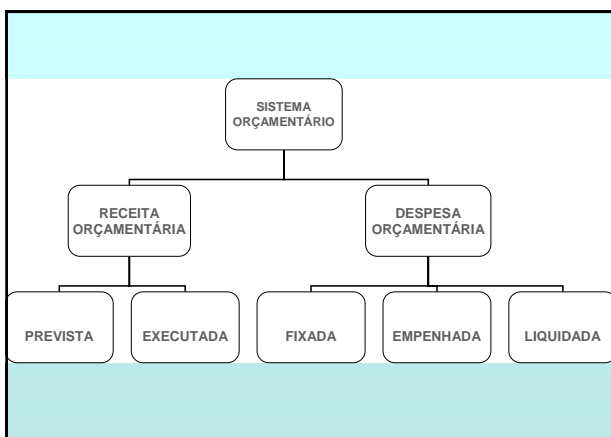 SISTEMA
ORÇAMENTÁRIO
RECEITA
ORÇAMENTÁRIA
DESPESA
ORÇAMENTÁRIA
PREVISTA
EXECUTADA
FIXADA
EMPENHADA
LIQUIDADA